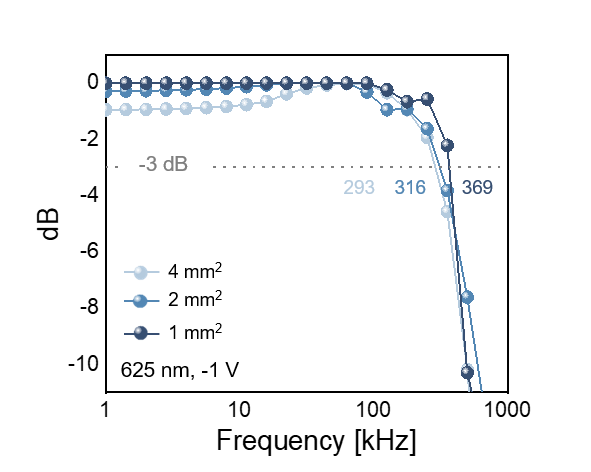 0
-2
-4
-6
-8
-10
dB
-3 dB
293 316 369
4 mm²
2 mm²
1 mm²
625 nm, -1 V
1 10 100 1000
Frequency [kHz]